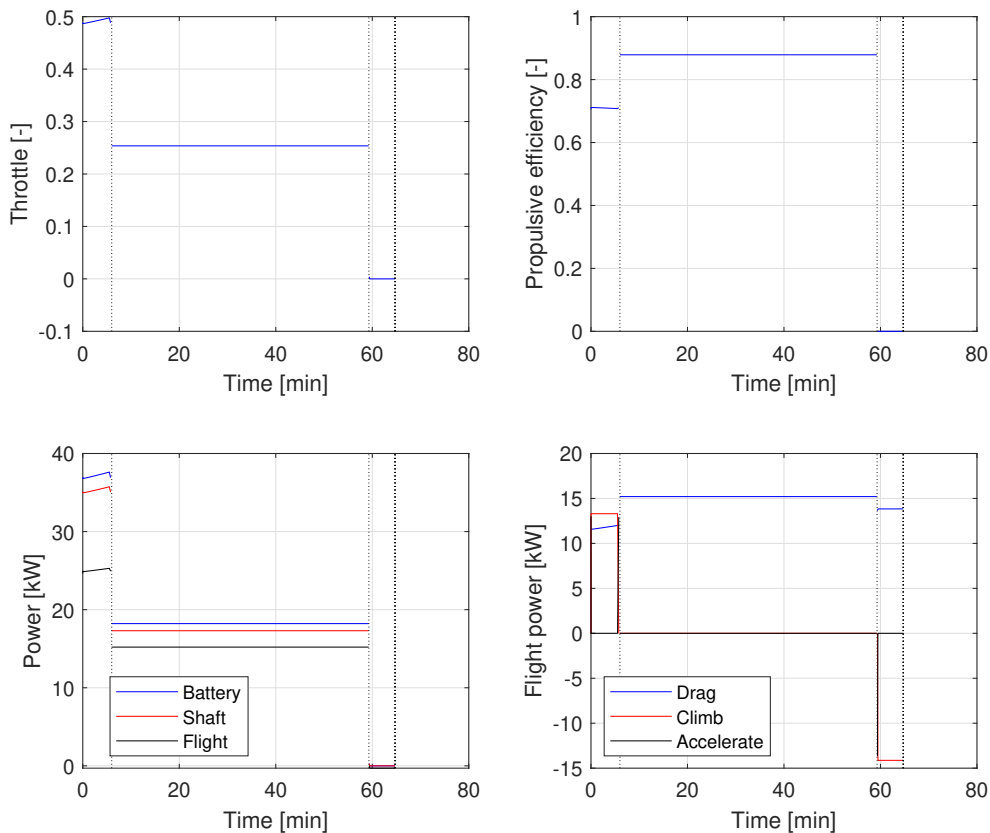 Throttle [-]
0.5
0.4
0.3
0.2
0.1
0
-0.1
0 20 40 60 80
Time [min]
Propulsive efficiency [-]
1
0.8
0.6
0.4
0.2
0
0 20 40 60 80
Time [min]
Power [kW]
40
30
20
10
0
Battery
Shaft
Flight
0 20 40 60 80
Time [min]
Flight power [kW]
20
15
10
5
0
-5
-10
-15
Drag
Climb
Accelerate
0 20 40 60 80
Time [min]